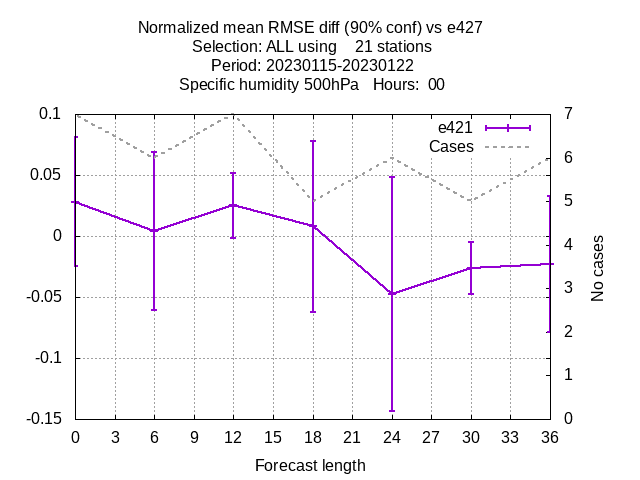 Normalized mean RMSE diff (90% conf) vs e427
Selection: ALL using    21 stations
Period: 20230115-20230122
Specific humidity 500hPa   Hours:  00
0.1
0.05
0
-0.05
-0.1
-0.15
7
6
5
4
3
2
1
0
e421
Cases
No cases
0 3 6 9 12 15 18 21 24 27 30 33 36
Forecast length